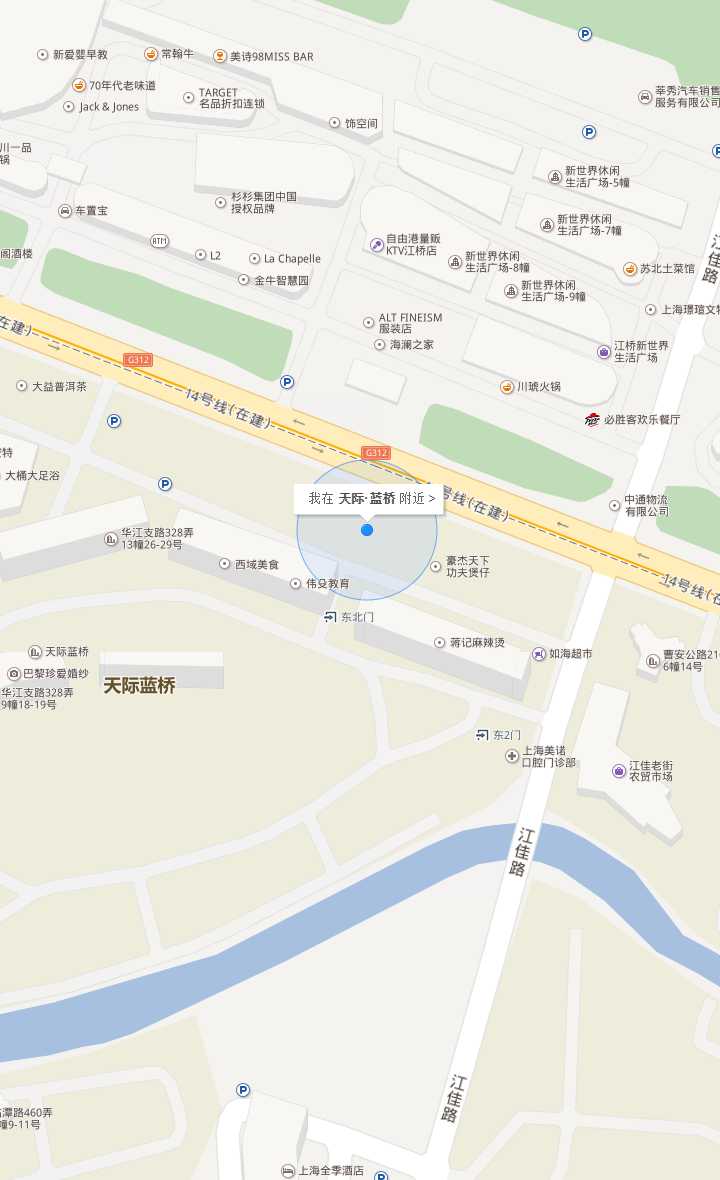 新爱婴早教
常翰牛
美诗98MISS BAR
70年代老味道
Jack & Jones
TARGET
名品折扣连锁
莘秀汽车销售
服务有限公司
饰空间
川一品
锅
新世界休闲
生活广场-5幢
车置宝
杉杉集团中国
授权品牌
新世界休闲
生活广场-7幢
ATM
L2
La Chapelle
自由港量贩
KTV江桥店
新世界休闲
生活广场-8幢
江佳路
阁酒楼
金牛智慧园
苏北土菜馆
新世界休闲
生活广场-9幢
上海璟瑄文
ALT FINEISM
服装店
海澜之家
江桥新世界
生活广场
(在建)
G312
大益普洱茶
14号线(在建)
川琥火锅
必胜客欢乐餐厅
G312
特
大桶大足浴
我在 天际·蓝桥 附近 >
号线(在建)
中通物流
有限公司
华江支路328弄
13幢26-29号
西域美食
伟旻教育
豪杰天下
功夫煲仔
14号线(在
东北门
蒋记麻辣烫
如海超市
天际蓝桥
巴黎珍爱婚纱
天际蓝桥
华江支路328弄
9幢18-19号
曹安公路21
6幢14号
东2门
上海美诺
口腔门诊部
江佳老街
农贸市场
江佳路
江佳路
潭路460弄
幢9-11号
上海全季酒店